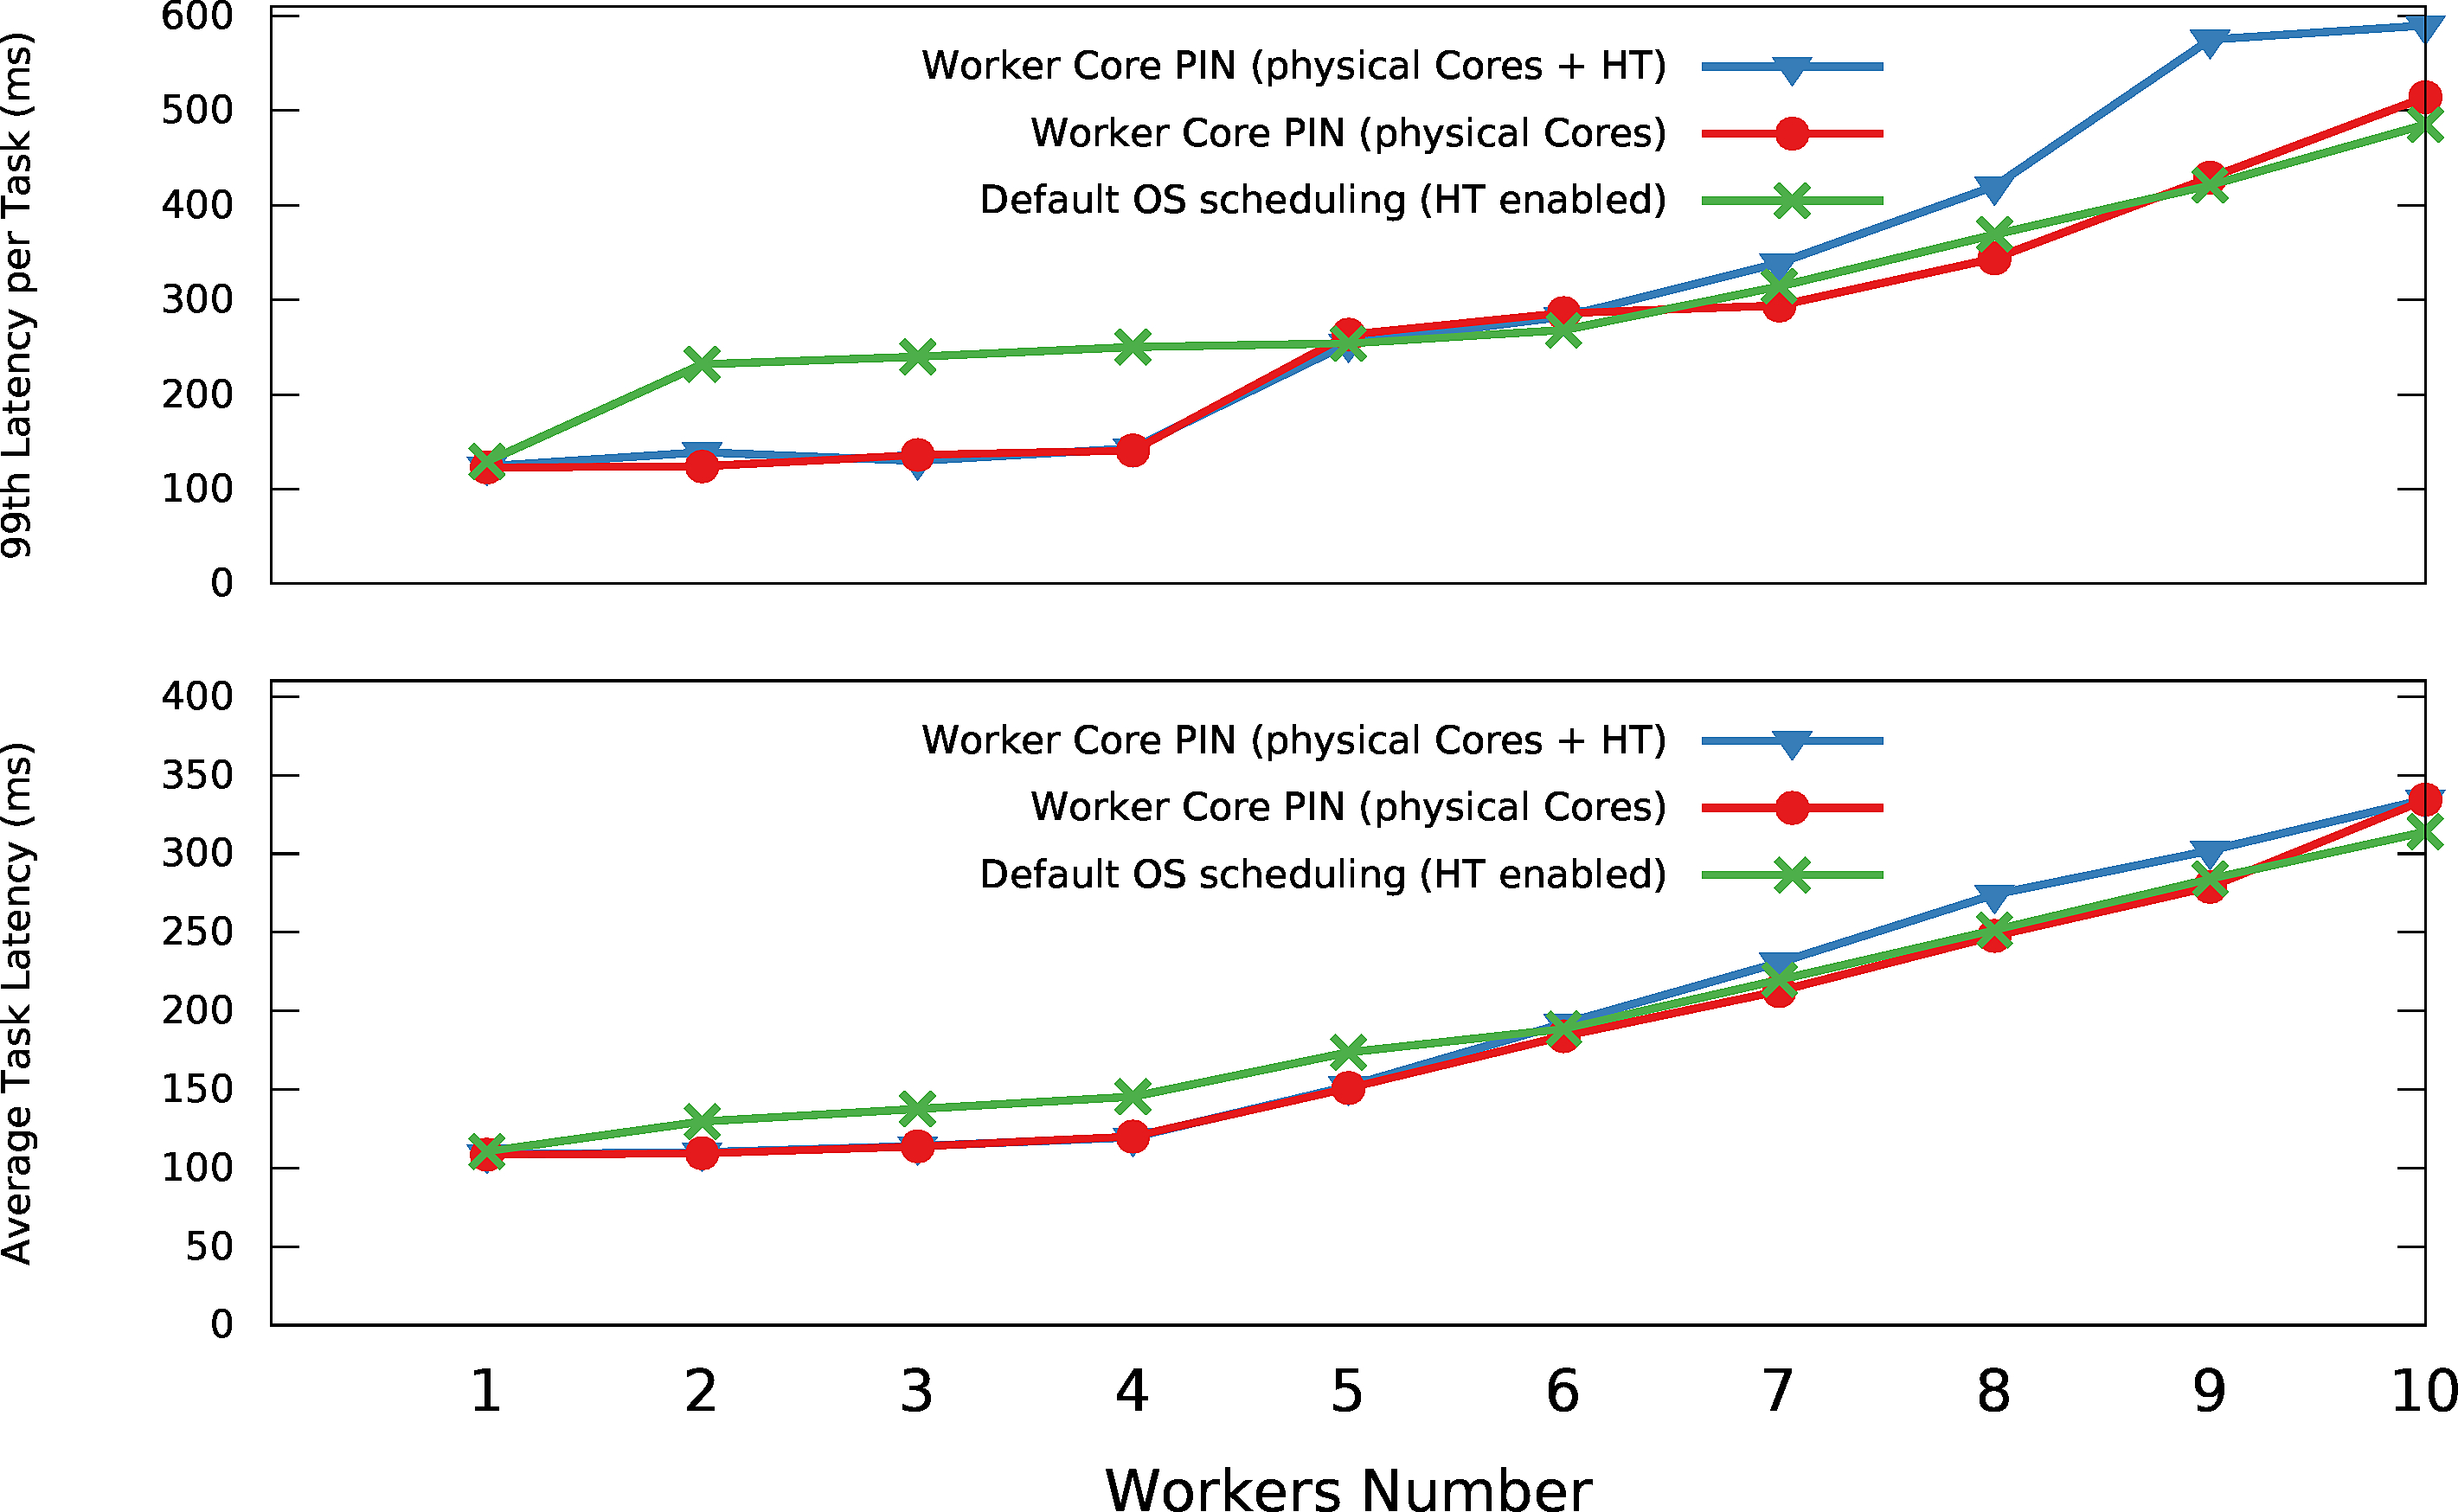 99th Latency per Task (ms)
600
500
400
300
200
100
0
Worker Core PIN (physical Cores + HT)
Worker Core PIN (physical Cores)
Default OS scheduling (HT enabled)
Average Task Latency (ms)
400
350
300
250
200
150
100
50
0
Worker Core PIN (physical Cores + HT)
Worker Core PIN (physical Cores)
Default OS scheduling (HT enabled)
1 2 3 4 5 6 7 8 9 10
Workers Number